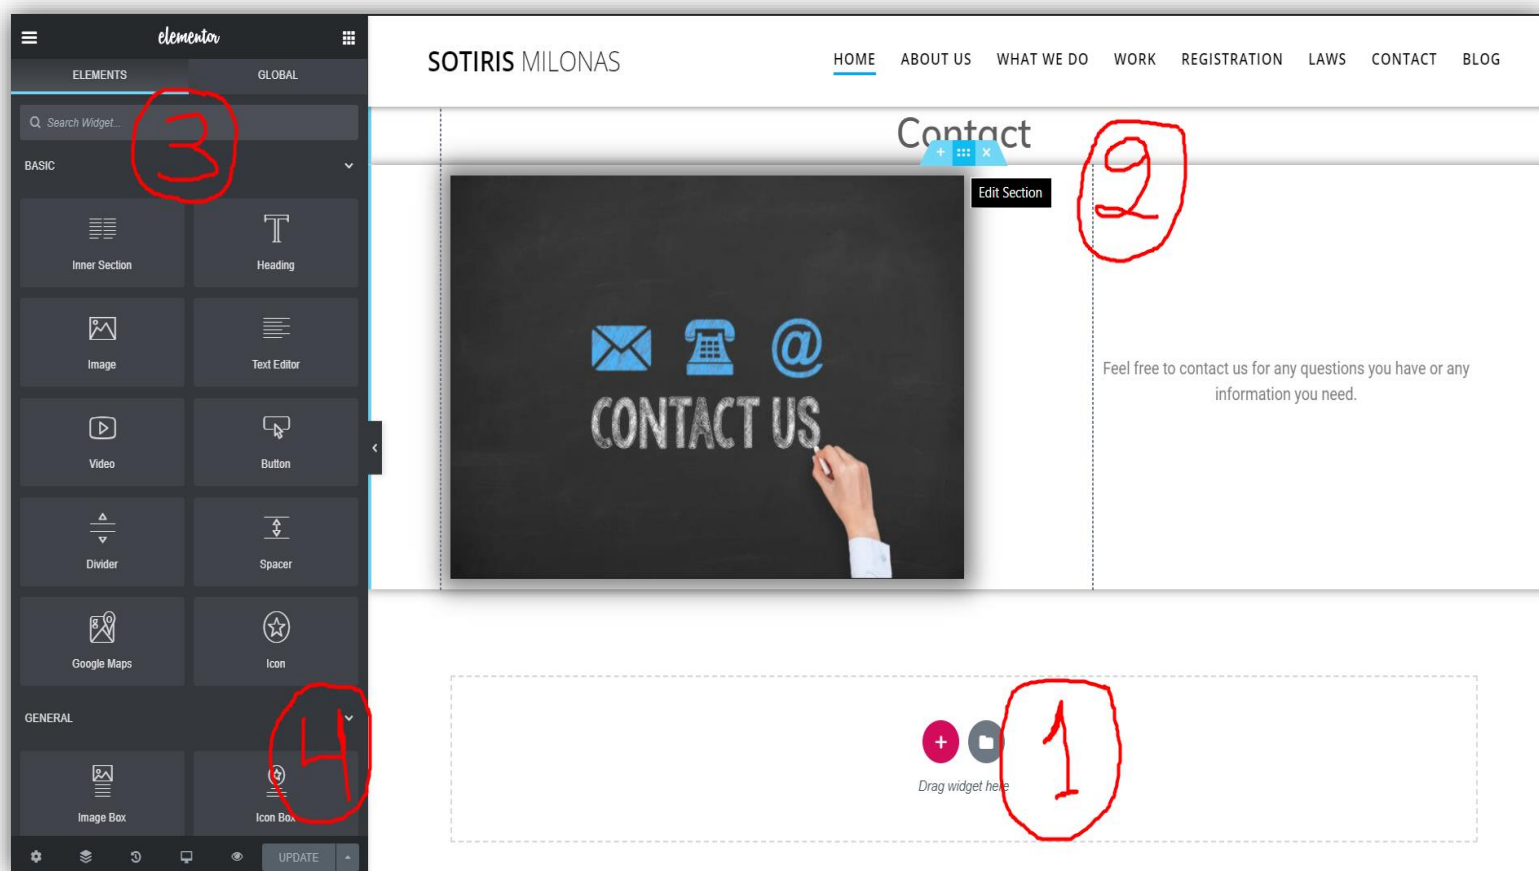 elementor
ELEMENTS GLOBAL
Search Widget...
3
BASIC
Inner Section Heading
Image Text Editor
Video Button
Divider Spacer
Google Maps Icon
GENERAL
4
Image Box Icon Box
UPDATE
SOTIRIS MILONAS
HOME ABOUT US WHAT WE DO WORK REGISTRATION LAWS CONTACT BLOG
Contact
2
Edit Section
CONTACT US
Feel free to contact us for any questions you have or any
information you need.
1
Drag widget here